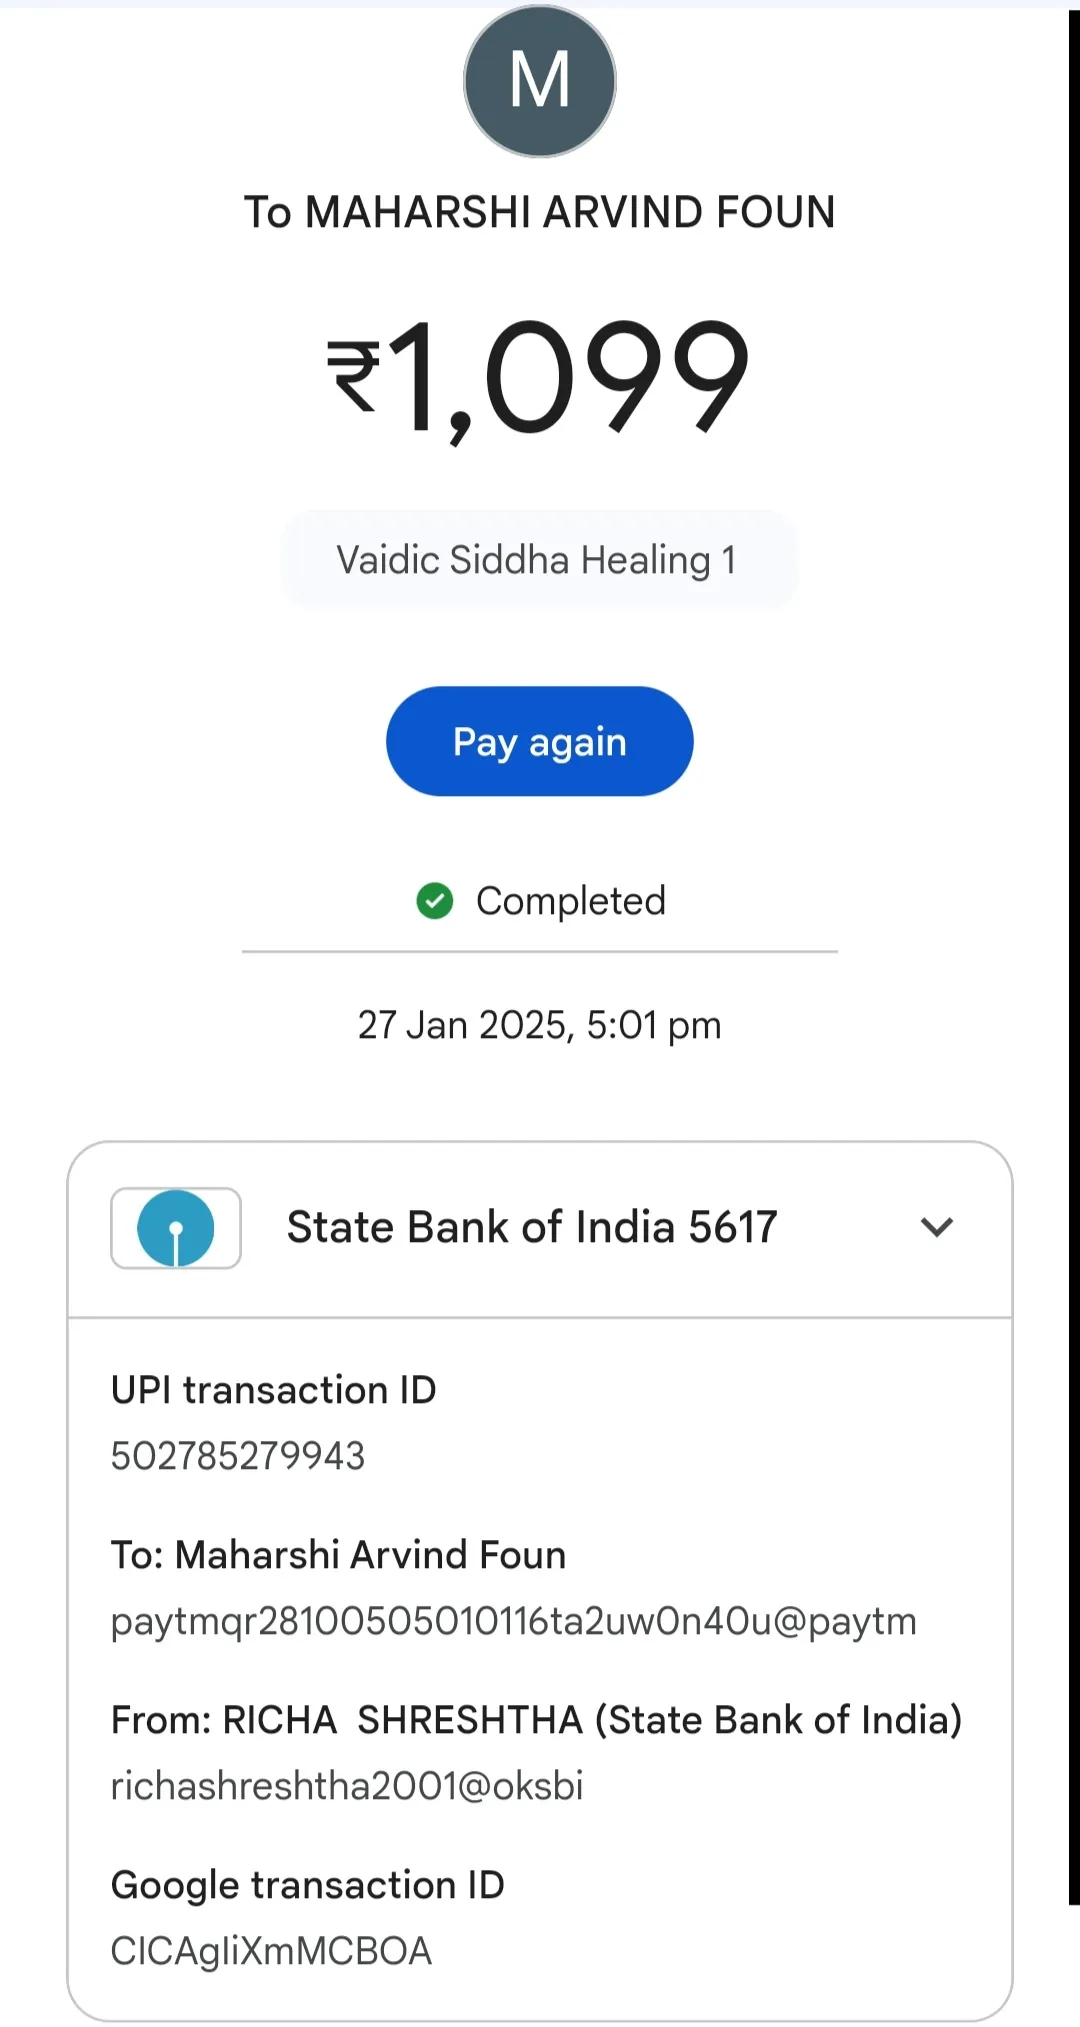 M
To MAHARSHI ARVIND FOUN
₹1,099
Vaidic Siddha Healing 1
Pay again
Completed
27 Jan 2025, 5:01 pm
State Bank of India 5617
UPI transaction ID
502785279943
To: Maharshi Arvind Foun
paytmqr28100505010116ta2uw0n40u@paytm
From: RICHA  SHRESHTHA (State Bank of India)
richashreshtha2001@oksbi
Google transaction ID
CICAgIiXmMCBOA